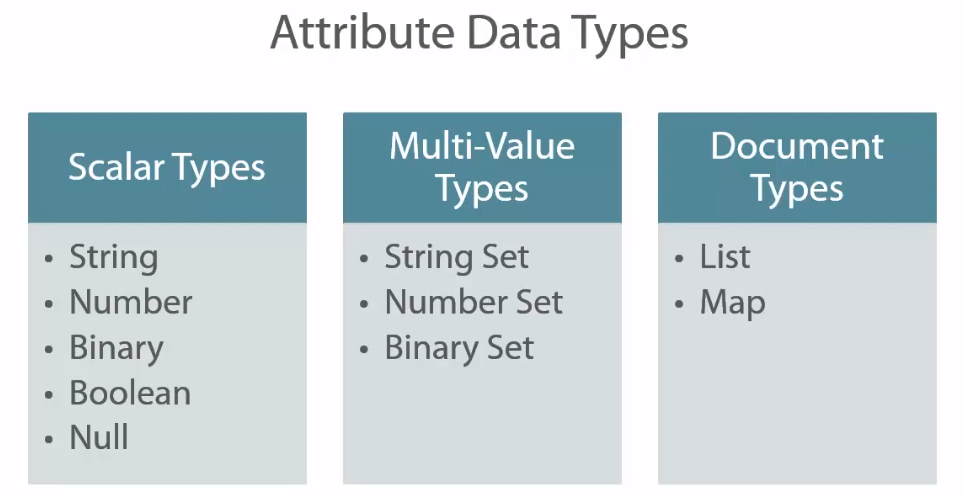 Attribute Data Types
Scalar Types
• String
• Number
• Binary
• Boolean
• Null
Multi-Value
Types
• String Set
• Number Set
• Binary Set
Document
Types
• List
• Map